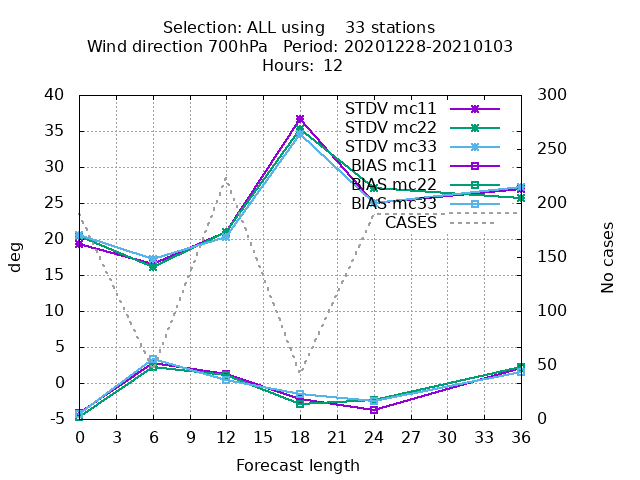 Selection: ALL using    33 stations
Wind direction 700hPa   Period: 20201228-20210103
Hours:  12
40
35
30
25
20
15
10
5
0
-5
deg
300
250
200
150
100
50
0
No cases
STDV mc11
STDV mc22
STDV mc33
BIAS mc11
BIAS mc22
BIAS mc33
CASES
0 3 6 9 12 15 18 21 24 27 30 33 36
Forecast length